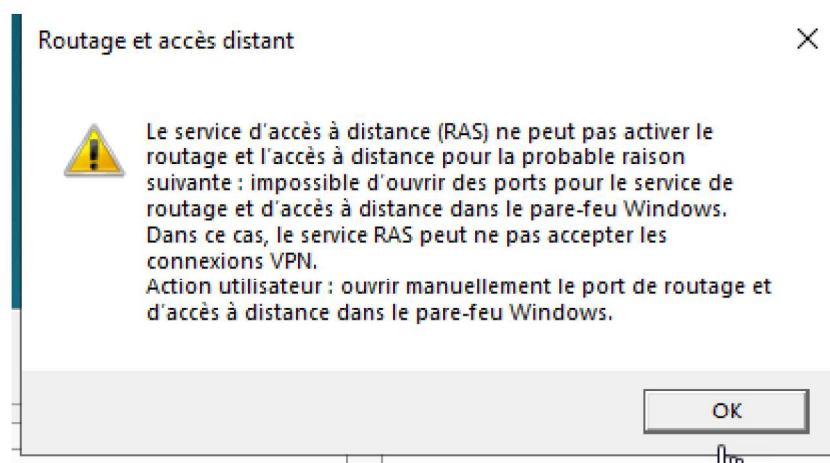 Routage et accès distant
Le service d'accès à distance (RAS) ne peut pas activer le
routage et l'accès à distance pour la probable raison
suivante : impossible d'ouvrir des ports pour le service de
routage et d'accès à distance dans le pare-feu Windows.
Dans ce cas, le service RAS peut ne pas accepter les
connexions VPN.
Action utilisateur : ouvrir manuellement le port de routage et
d'accès à distance dans le pare-feu Windows.
OK